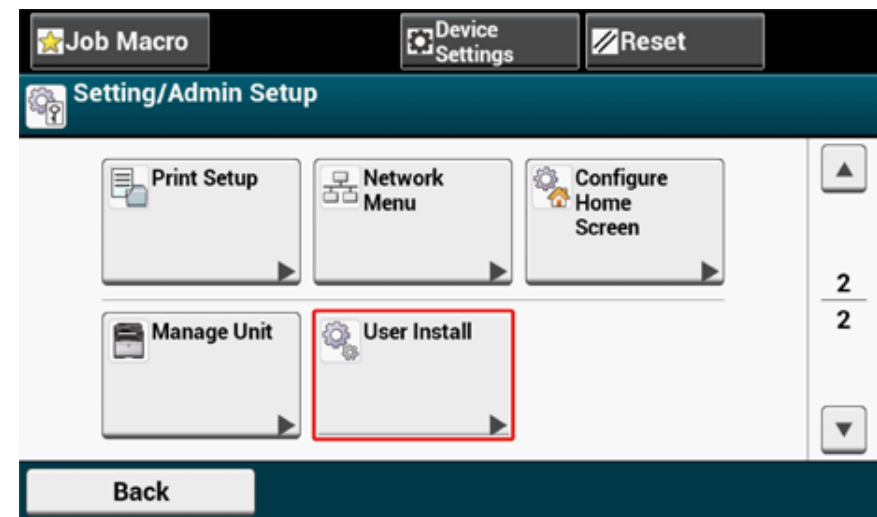 Job Macro
Device
Settings
Reset
Setting/Admin Setup
Print Setup
Network
Menu
Configure
Home
Screen
2
2
Manage Unit
User Install
Back